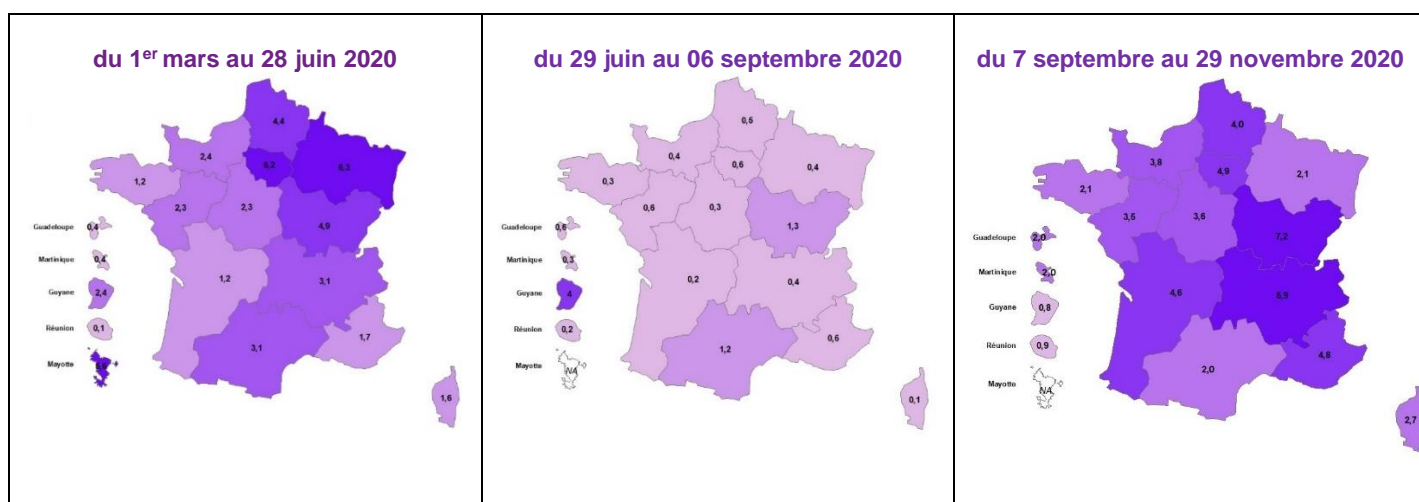 du 1er mars au 28 juin 2020
4,4
2,4
1,2
2,3
2,3
4,9
Guadeloupe 0,4
Martinique 0,4
1,2
3,1
Guyane 2,4
Réunion 0,1
1,7
3,1
Mayotte
1,6
du 29 juin au 06 septembre 2020
0,5
0,4
0,6
0,4
0,3
0,6
0,3
1,3
Guadeloupe 0,6
Martinique 0,3
0,2
0,4
Guyane 4
Réunion 0,2
0,6
1,2
Mayotte NA
0,1
du 7 septembre au 29 novembre 2020
4,0
3,8
4,9
2,1
2,1
3,5
3,6
7,2
Guadeloupe 2,0
Martinique 2,0
4,6
Guyane 0,8
Réunion 0,9
4,8
2,0
Mayotte NA
2,7